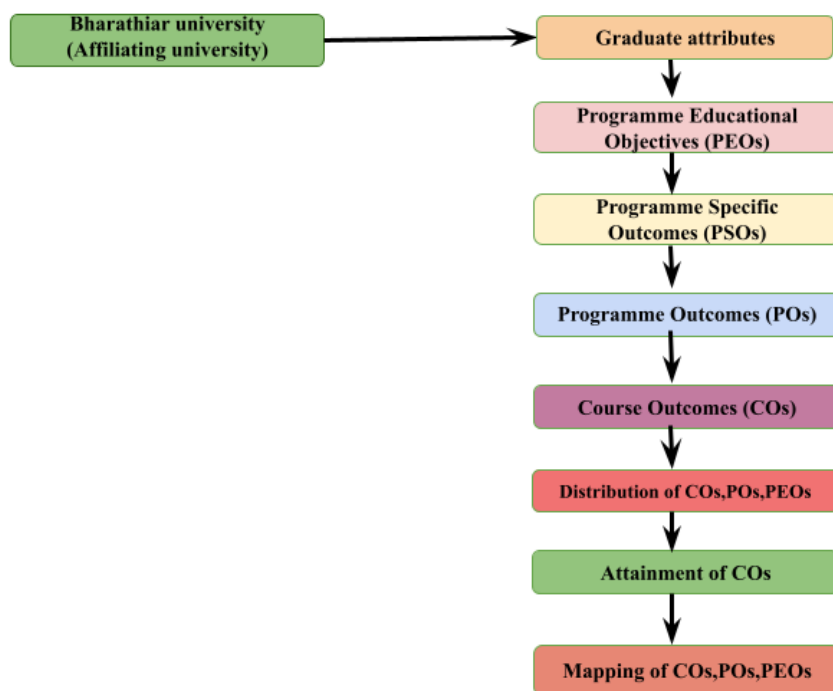 Bharathiar university
(Affiliating university)
Graduate attributes
Programme Educational
Objectives (PEOs)
Programme Specific
Outcomes (PSOs)
Programme Outcomes (POs)
Course Outcomes (COs)
Distribution of COs,POs,PEOs
Attainment of COs
Mapping of COs,POs,PEOs